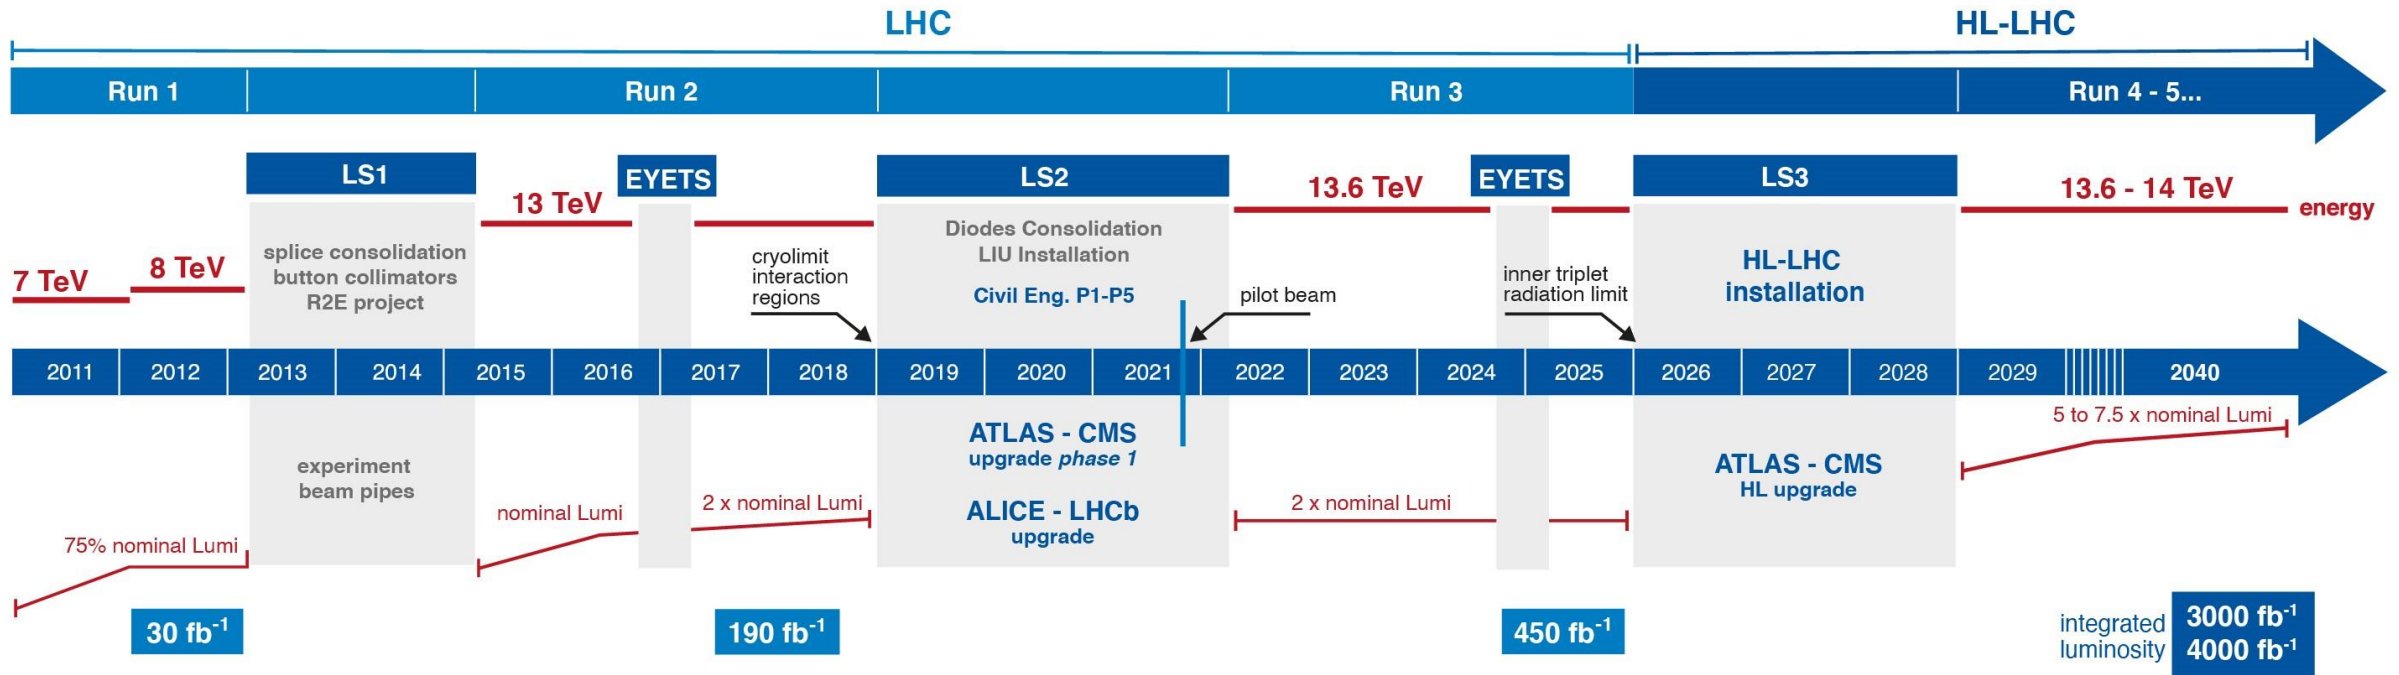 LHC
HL-LHC
Run 1
Run 2
Run 3
Run 4 - 5...
LS1
EYETS
LS2
EYETS
LS3
13 TeV
13.6 TeV
13.6 - 14 TeV
energy
7 TeV
8 TeV
splice consolidation
button collimators
R2E project
cryolimit
interaction
regions
Diodes Consolidation
LIU Installation
Civil Eng. P1-P5
pilot beam
inner triplet
radiation limit
HL-LHC
installation
2011
2012
2013
2014
2015
2016
2017
2018
2019
2020
2021
2022
2023
2024
2025
2026
2027
2028
2029
2040
5 to 7.5 x nominal Lumi
ATLAS - CMS
upgrade phase 1
ALICE - LHCb
upgrade
ATLAS - CMS
HL upgrade
experiment
beam pipes
75% nominal Lumi
nominal Lumi
2 x nominal Lumi
2 x nominal Lumi
30 fb⁻¹
190 fb⁻¹
450 fb⁻¹
integrated
luminosity
3000 fb⁻¹
4000 fb⁻¹